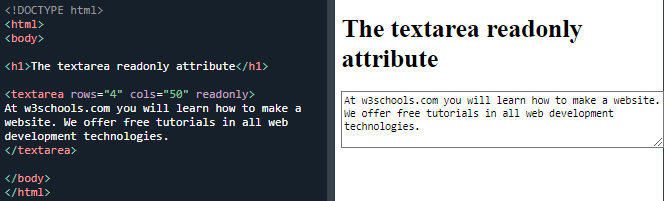 <!DOCTYPE html>
<html>
<body>
<h1>The textarea readonly attribute</h1>
<textarea rows="4" cols="50" readonly>
At w3schools.com you will learn how to make a
website. We offer free tutorials in all web
development technologies.
</textarea>
</body>
</html>
The textarea readonly
attribute
At w3schools.com you will learn how to make a website.
We offer free tutorials in all web development
technologies.